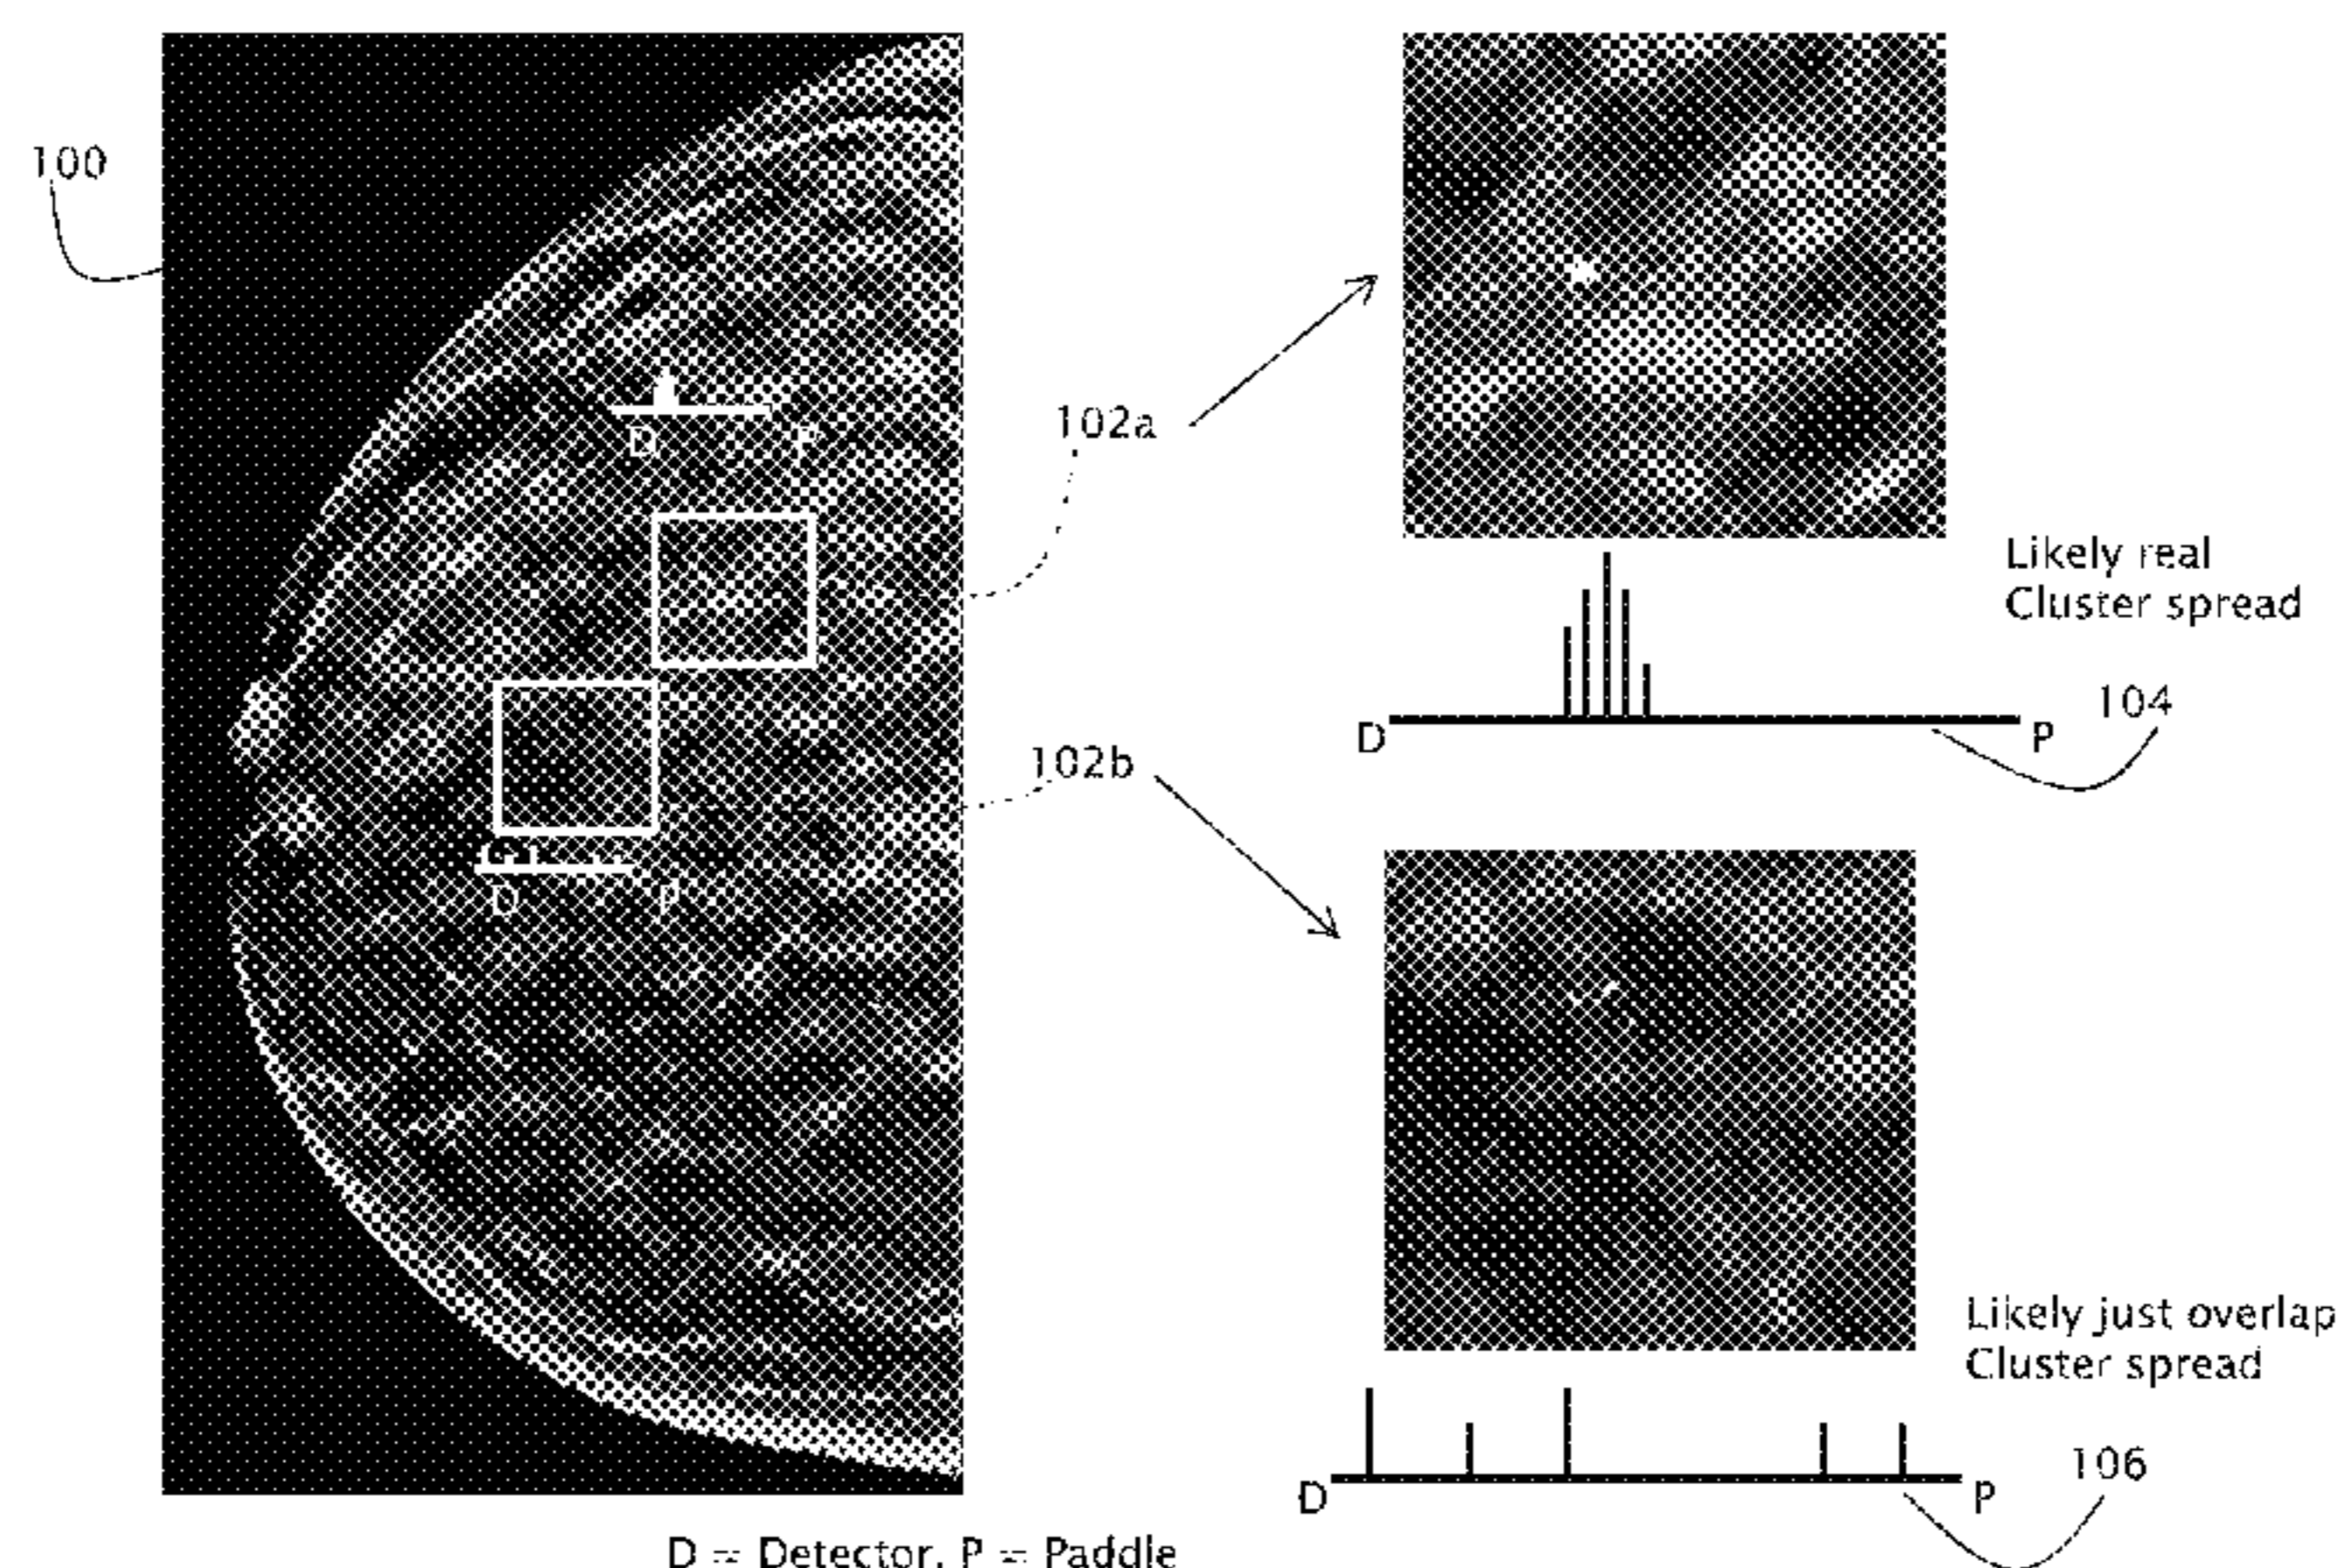 100
D P
D P
102a
102b
Likely real
Cluster spread
D P
104
Likely just overlap
Cluster spread
D P
106
D = Detector, P = Paddle